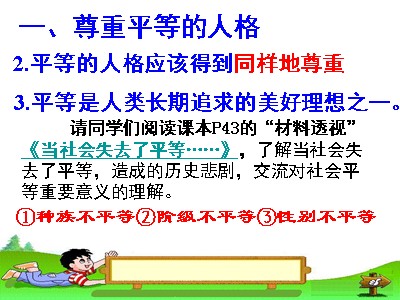 一、尊重平等的人格
2.平等的人格应该得到同样地尊重
3.平等是人类长期追求的美好理想之一。
请同学们阅读课本P43的“材料透视”
《当社会失去了平等……》，了解当社会失
去了平等，造成的历史悲剧，交流对社会平
等重要意义的理解。
①种族不平等②阶级不平等③性别不平等